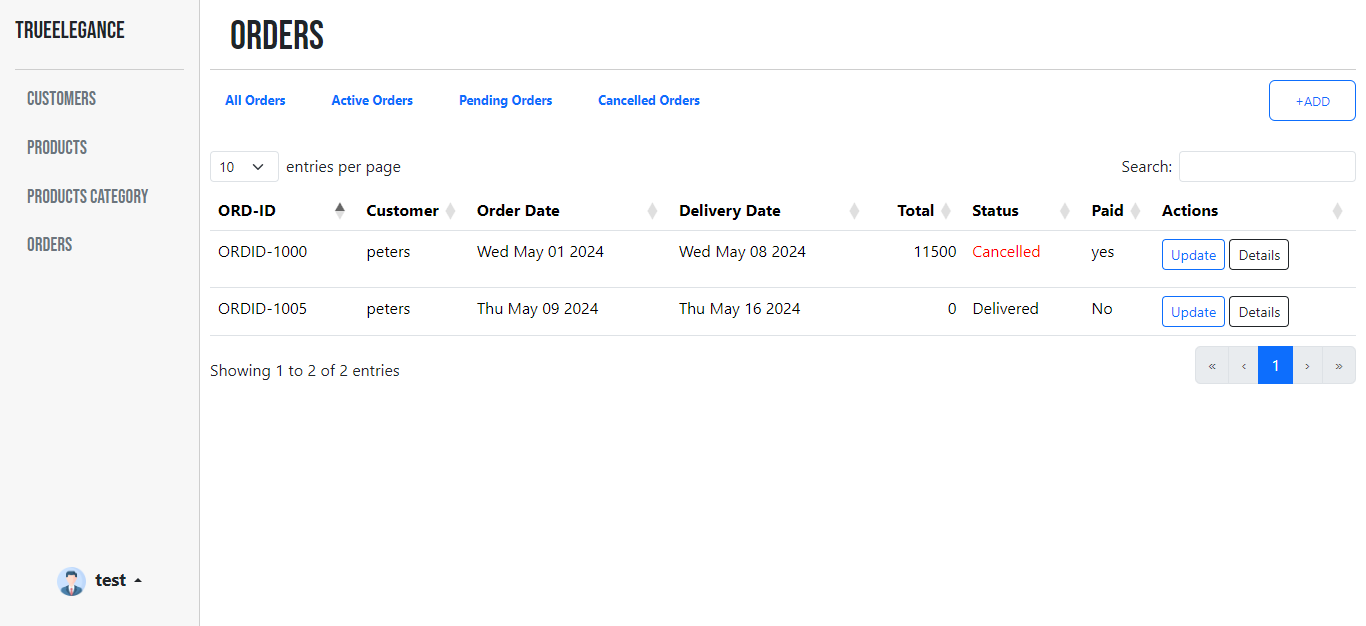 TRUEELEGANCE
CUSTOMERS
PRODUCTS
PRODUCTS CATEGORY
ORDERS
test
ORDERS
All Orders Active Orders Pending Orders Cancelled Orders +ADD
10 entries per page Search:
ORD-ID Customer Order Date Delivery Date Total Status Paid Actions
ORDID-1000 peters Wed May 01 2024 Wed May 08 2024 11500 Cancelled yes Update Details
ORDID-1005 peters Thu May 09 2024 Thu May 16 2024 0 Delivered No Update Details
Showing 1 to 2 of 2 entries « ‹ 1 › »